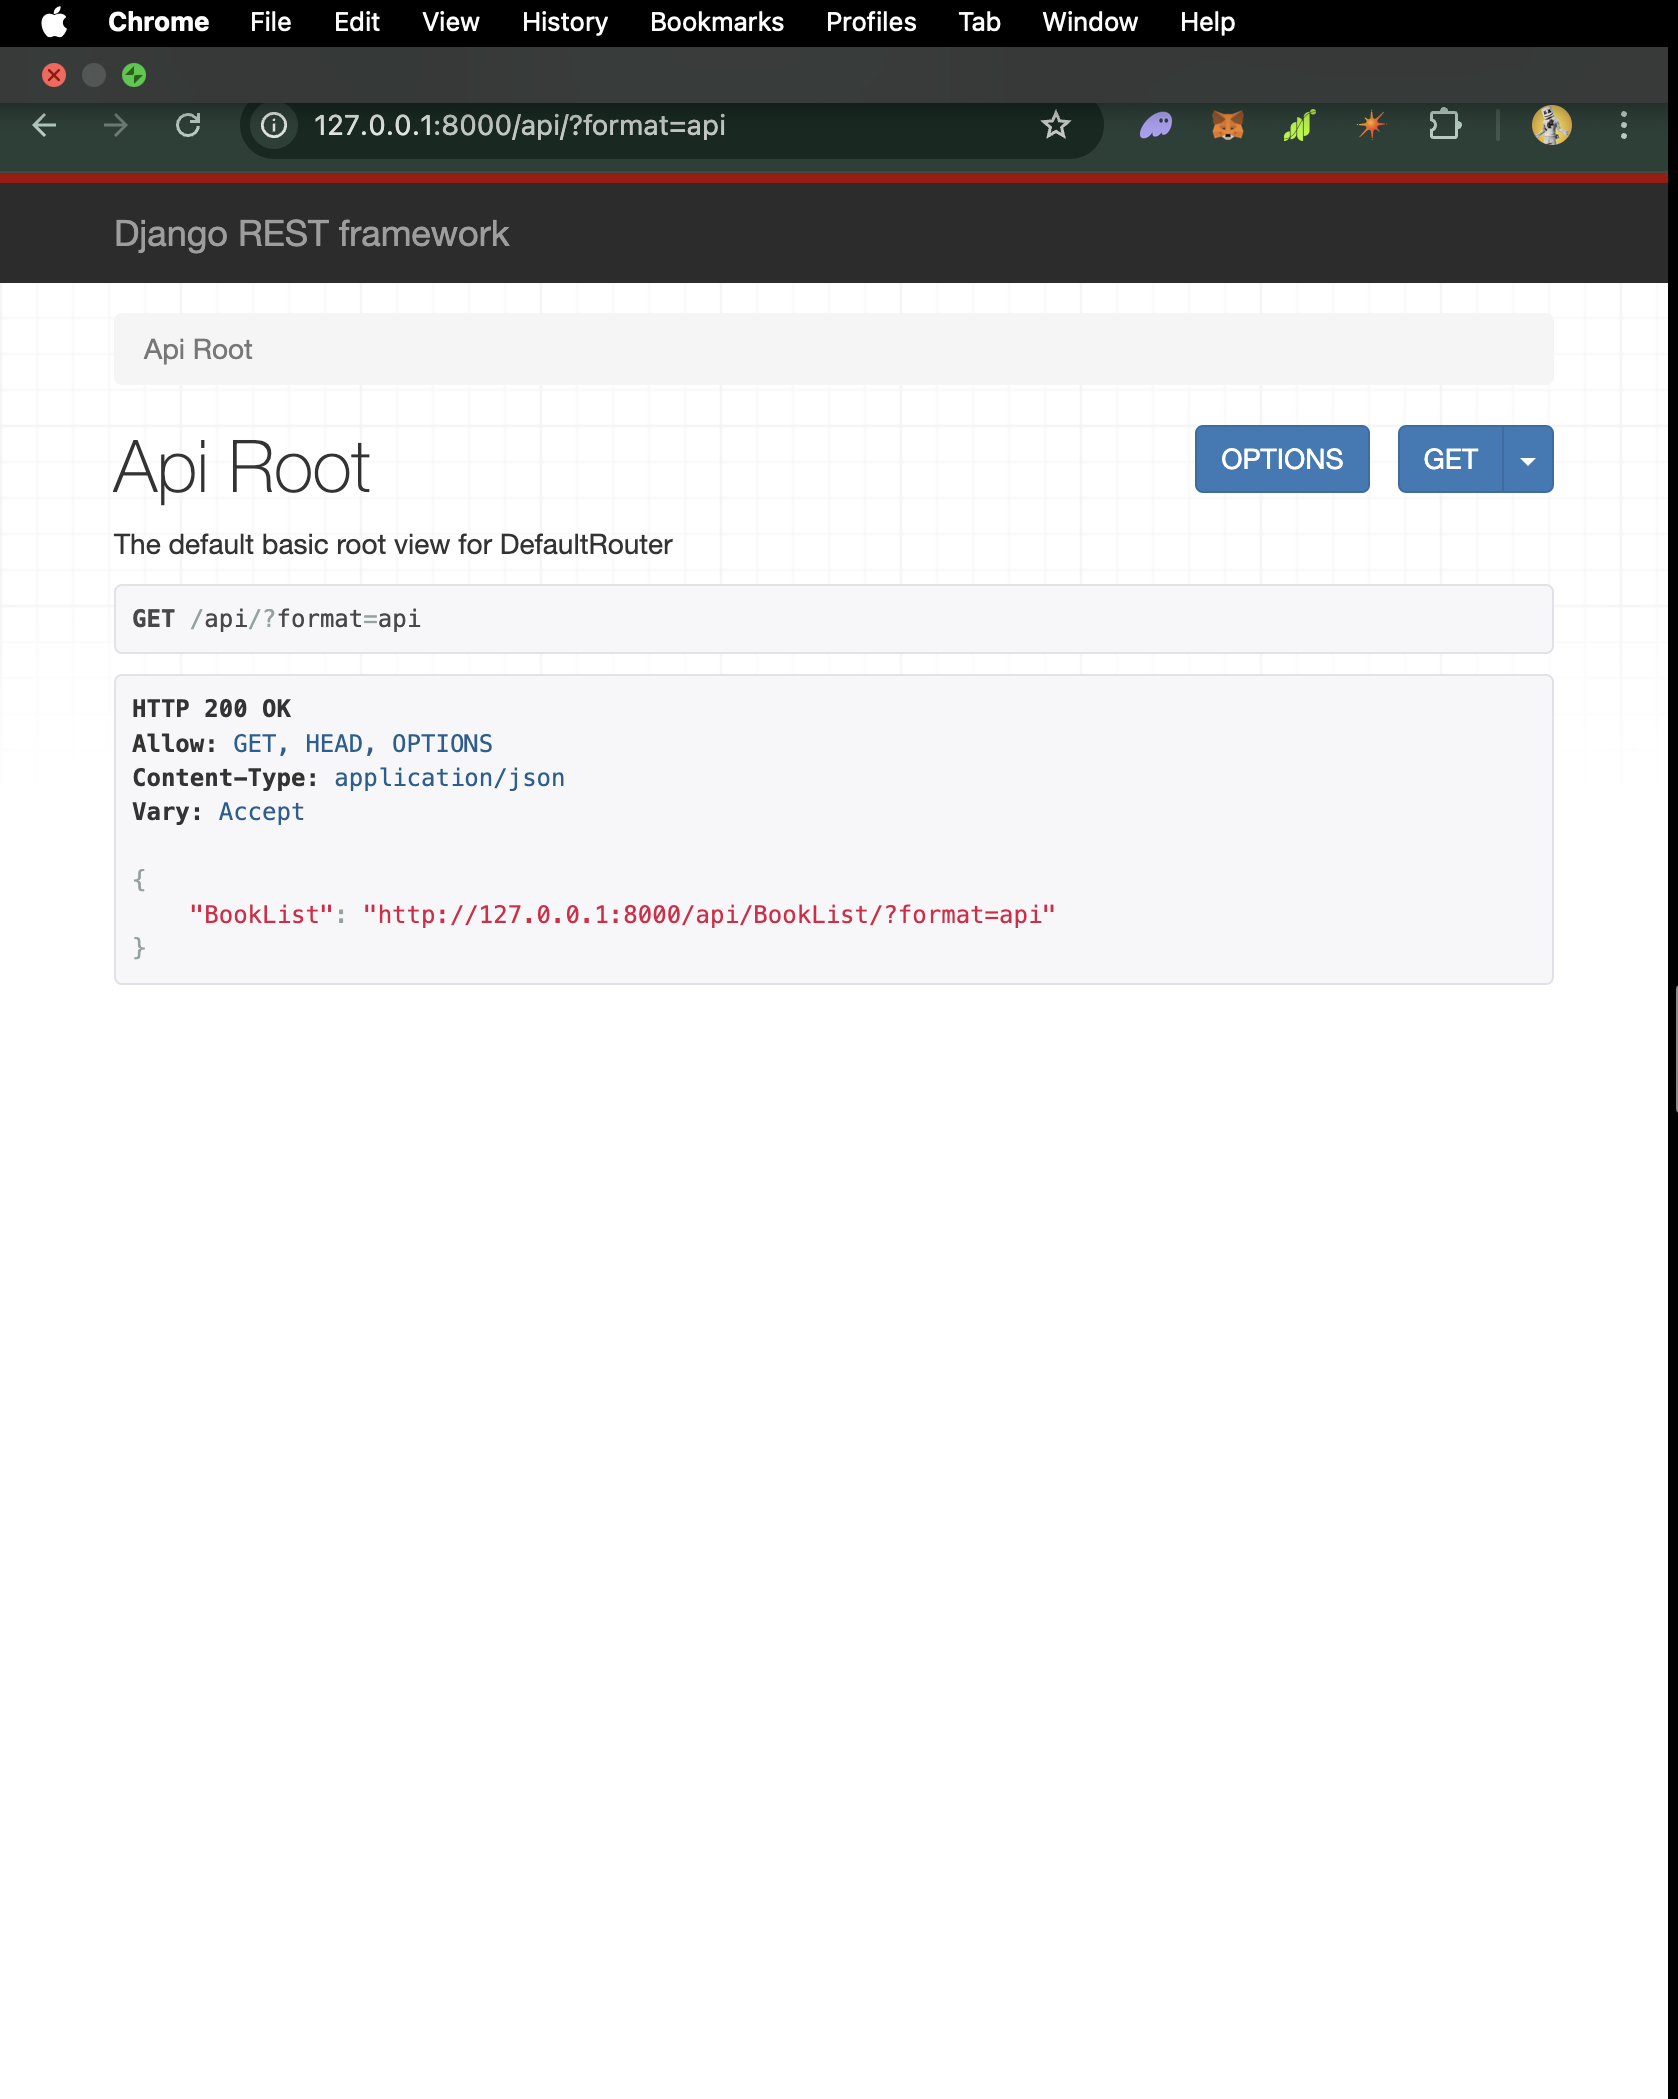 Chrome File Edit View History Bookmarks Profiles Tab Window Help
127.0.0.1:8000/api/?format=api
Django REST framework
Api Root
Api Root
OPTIONS
GET
The default basic root view for DefaultRouter
GET /api/?format=api
HTTP 200 OK
Allow: GET, HEAD, OPTIONS
Content-Type: application/json
Vary: Accept
{
"BookList": "http://127.0.0.1:8000/api/BookList/?format=api"
}